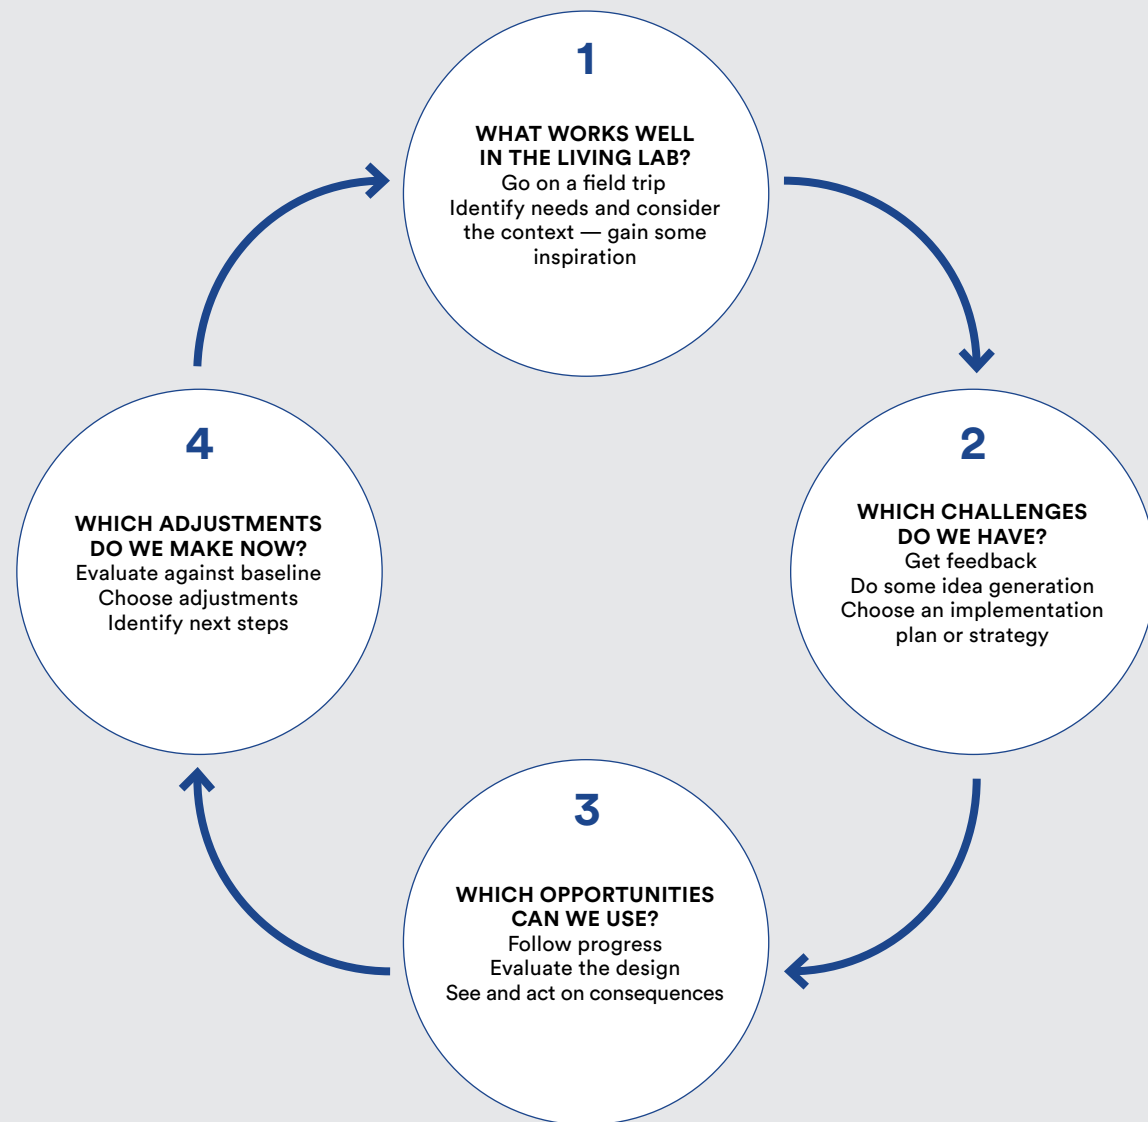 1
WHAT WORKS WELL
IN THE LIVING LAB?
Go on a field trip
Identify needs and consider
the context — gain some
inspiration
2
WHICH CHALLENGES
DO WE HAVE?
Get feedback
Do some idea generation
Choose an implementation
plan or strategy
3
WHICH OPPORTUNITIES
CAN WE USE?
Follow progress
Evaluate the design
See and act on consequences
4
WHICH ADJUSTMENTS
DO WE MAKE NOW?
Evaluate against baseline
Choose adjustments
Identify next steps